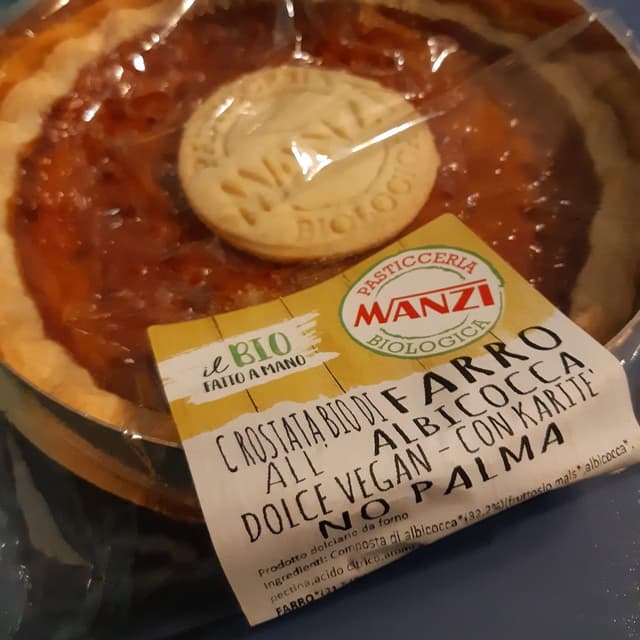 MANZI
BIOLOGICA
PASTICCERIA
MANZI
BIOLOGICA
il BIO
FATTO A MANO
CROSTATA BIO DI FARRO
ALL' ALBICOCCA
DOLCE VEGAN - CON KARITÈ
NO PALMA
Prodotto dolciario da forno
Ingredienti: Composta di albicocca* (33,2%)(fruttosio mais*, albicocca*
pectina, acido citrico,
FARRO*